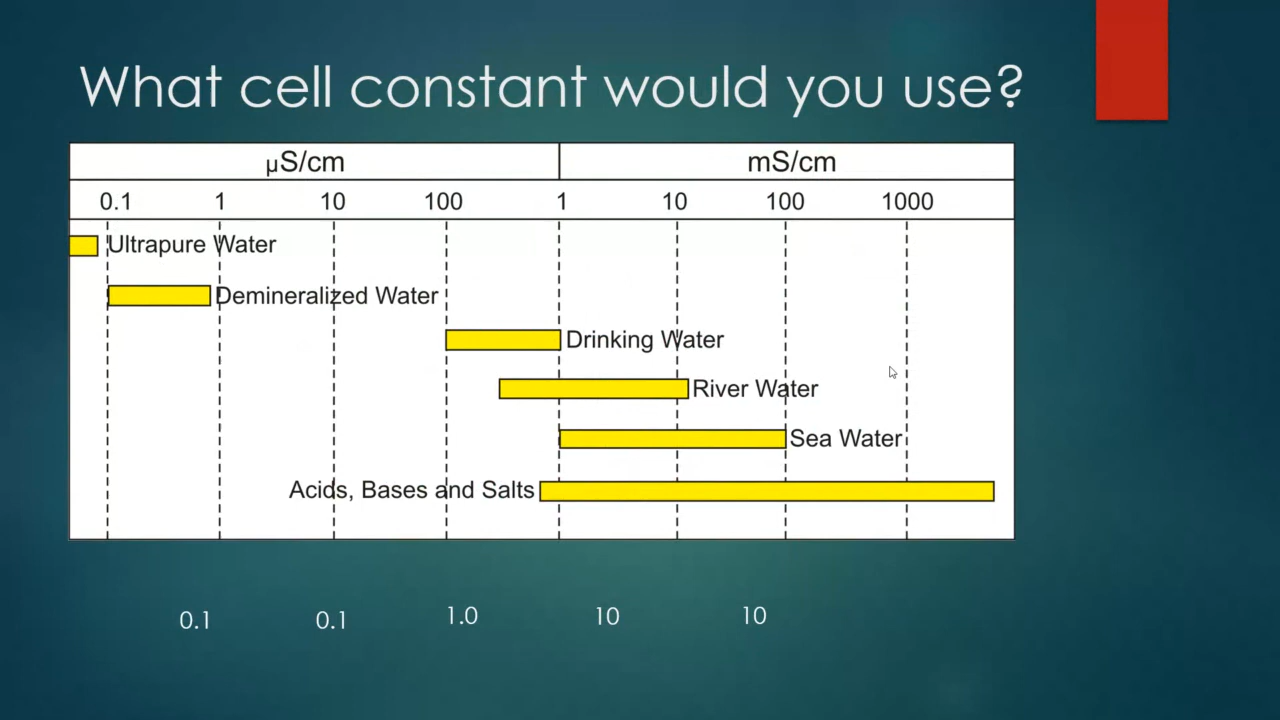 What cell constant would you use?
µS/cm mS/cm
0.1 1 10 100 1 10 100 1000
Ultrapure Water
Demineralized Water
Drinking Water
River Water
Sea Water
Acids, Bases and Salts
0.1 0.1 1.0 10 10